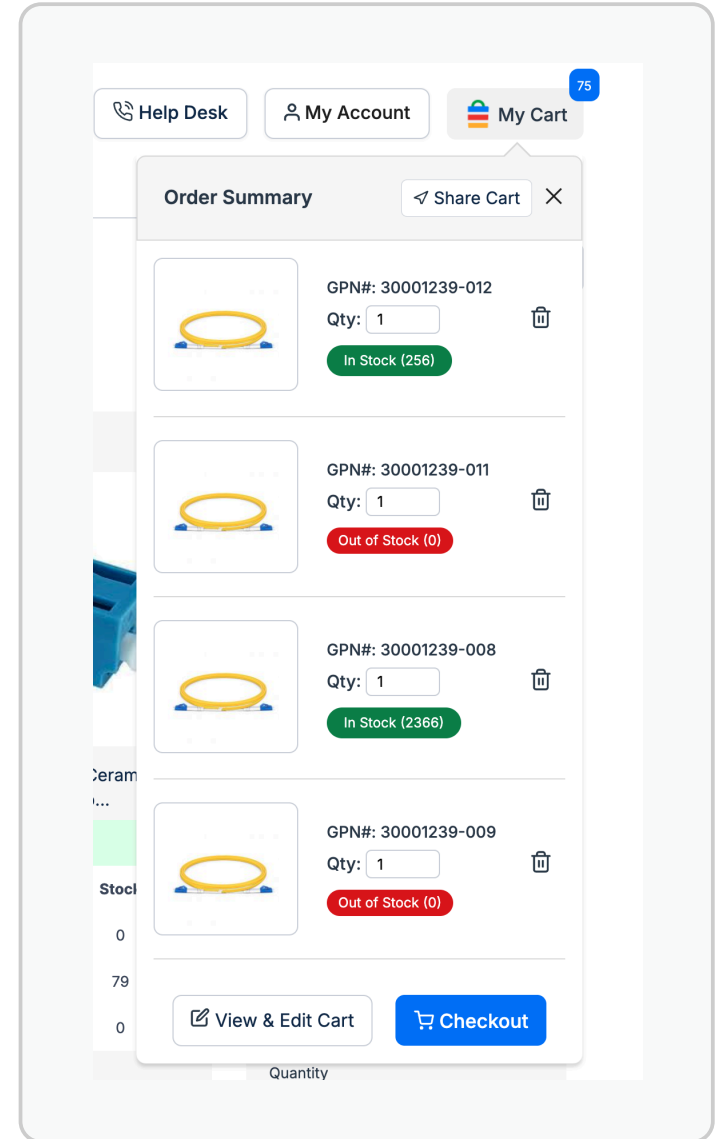 75
Help Desk
My Account
My Cart
Order Summary
Share Cart
GPN#: 30001239-012
Qty: 1
In Stock (256)
GPN#: 30001239-011
Qty: 1
Out of Stock (0)
GPN#: 30001239-008
Qty: 1
In Stock (2366)
GPN#: 30001239-009
Qty: 1
Out of Stock (0)
Ceram
...
Stock
0
79
0
View & Edit Cart
Checkout
Quantity